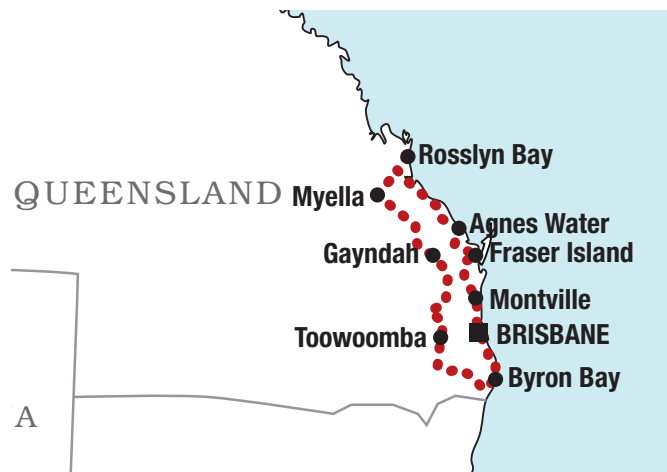 Rosslyn Bay
QUEENSLAND
Myella
Agnes Water
Gayndah
Fraser Island
Montville
Toowoomba
BRISBANE
Byron Bay
A